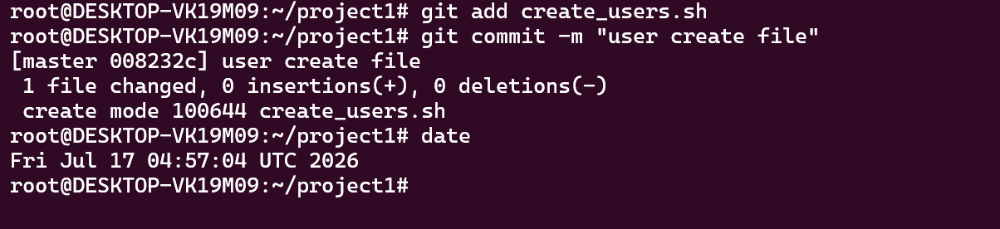 root@DESKTOP-VK19M09:~/project1# git add create_users.sh
root@DESKTOP-VK19M09:~/project1# git commit -m "user create file"
[master 008232c] user create file
 1 file changed, 0 insertions(+), 0 deletions(-)
 create mode 100644 create_users.sh
root@DESKTOP-VK19M09:~/project1# date
Fri Jul 17 04:57:04 UTC 2026
root@DESKTOP-VK19M09:~/project1#